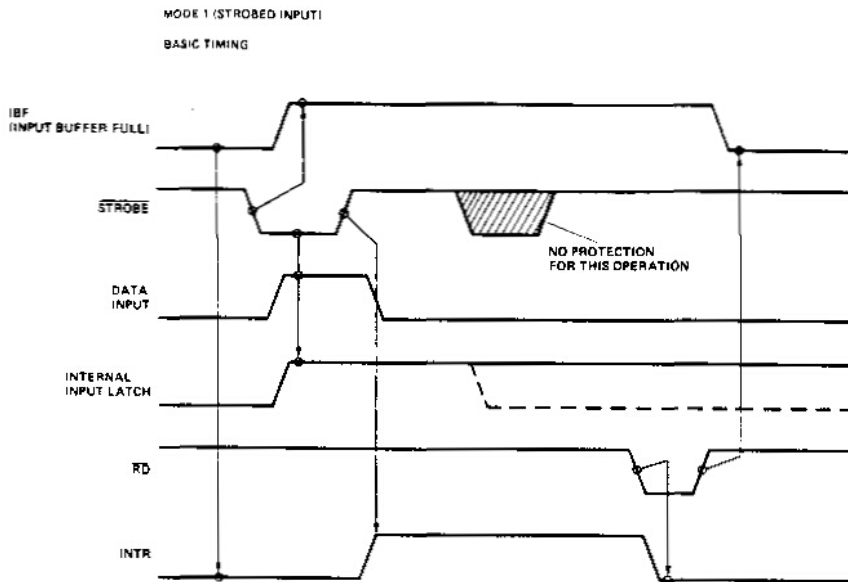 MODE 1 (STROBED INPUT)
BASIC TIMING
IBF
(INPUT BUFFER FULL)
STROBE
NO PROTECTION
FOR THIS OPERATION
DATA
INPUT
INTERNAL
INPUT LATCH
RD
INTR